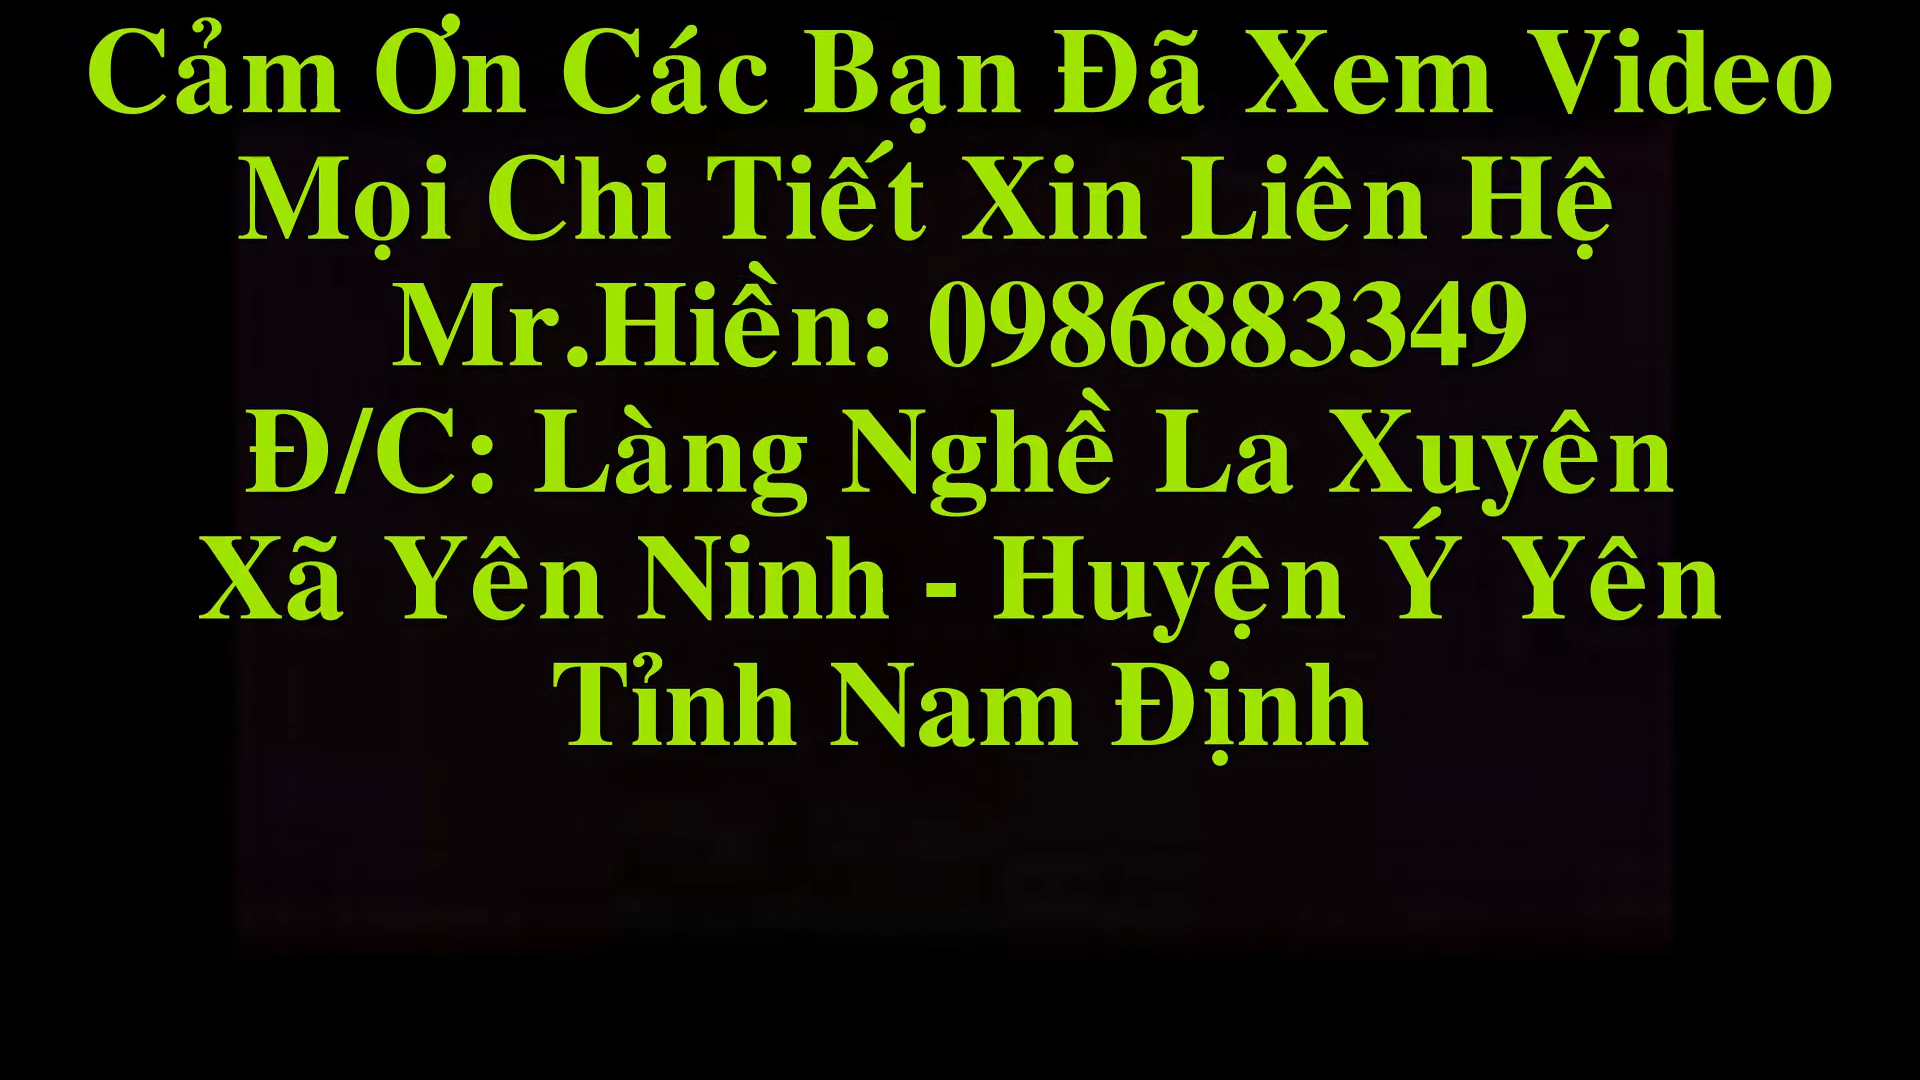 Cảm Ơn Các Bạn Đã Xem Video
Mọi Chi Tiết Xin Liên Hệ
Mr.Hiền: 0986883349
Đ/C: Làng Nghề La Xuyên
Xã Yên Ninh - Huyện Ý Yên
Tỉnh Nam Định